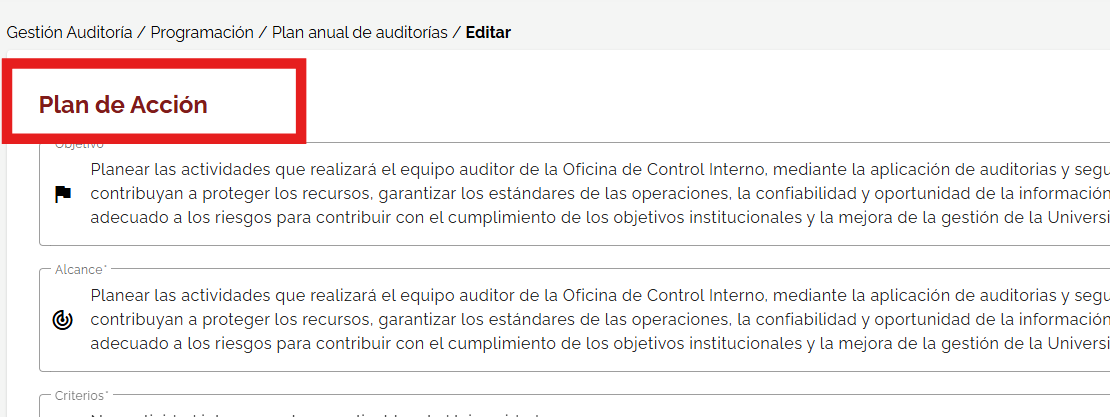 Gestión Auditoría / Programación / Plan anual de auditorías / Editar
Plan de Acción
Objetivo
Planear las actividades que realizará el equipo auditor de la Oficina de Control Interno, mediante la aplicación de auditorias y segu
contribuyan a proteger los recursos, garantizar los estándares de las operaciones, la confiabilidad y oportunidad de la información
adecuado a los riesgos para contribuir con el cumplimiento de los objetivos institucionales y la mejora de la gestión de la Universi
Alcance*
Planear las actividades que realizará el equipo auditor de la Oficina de Control Interno, mediante la aplicación de auditorias y segu
contribuyan a proteger los recursos, garantizar los estándares de las operaciones, la confiabilidad y oportunidad de la información
adecuado a los riesgos para contribuir con el cumplimiento de los objetivos institucionales y la mejora de la gestión de la Universi
Criterios*